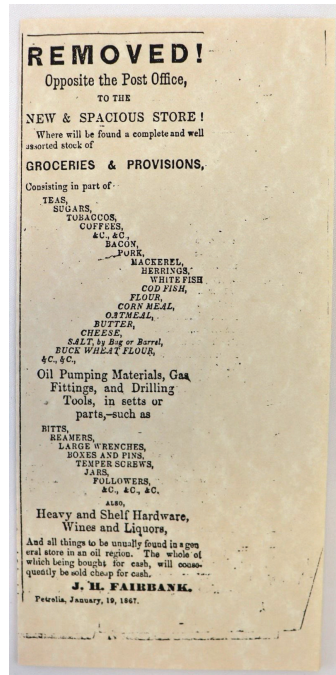 REMOVED!
Opposite the Post Office,
TO THE
NEW & SPACIOUS STORE!
Where will be found a complete and well
assorted stock of
GROCERIES & PROVISIONS,
Consisting in part of
TEAS,
SUGARS,
TOBACCOS,
COFFEES,
&C., &C.,
BACON,
PORK,
MACKEREL,
HERRINGS,
WHITE FISH
COD FISH,
FLOUR,
CORN MEAL,
OATMEAL,
BUTTER,
CHEESE,
SALT, by Bag or Barrel,
BUCK WHEAT FLOUR,
&C., &C.,
Oil Pumping Materials, Gas
Fittings, and Drilling
Tools, in setts or
parts,—such as
BITTS,
REAMERS,
LARGE WRENCHES,
BOXES AND PINS,
TEMPER SCREWS,
JARS,
FOLLOWERS,
&C., &C., &C.
ALSO,
Heavy and Shelf Hardware,
Wines and Liquors,
And all things to be unually found in a gen
eral store in an oil region. The whole of
which being bought for cash, will conse-
quently be sold cheap for cash.
J. H. FAIRBANK.
Petrolia, January, 19, 1867.